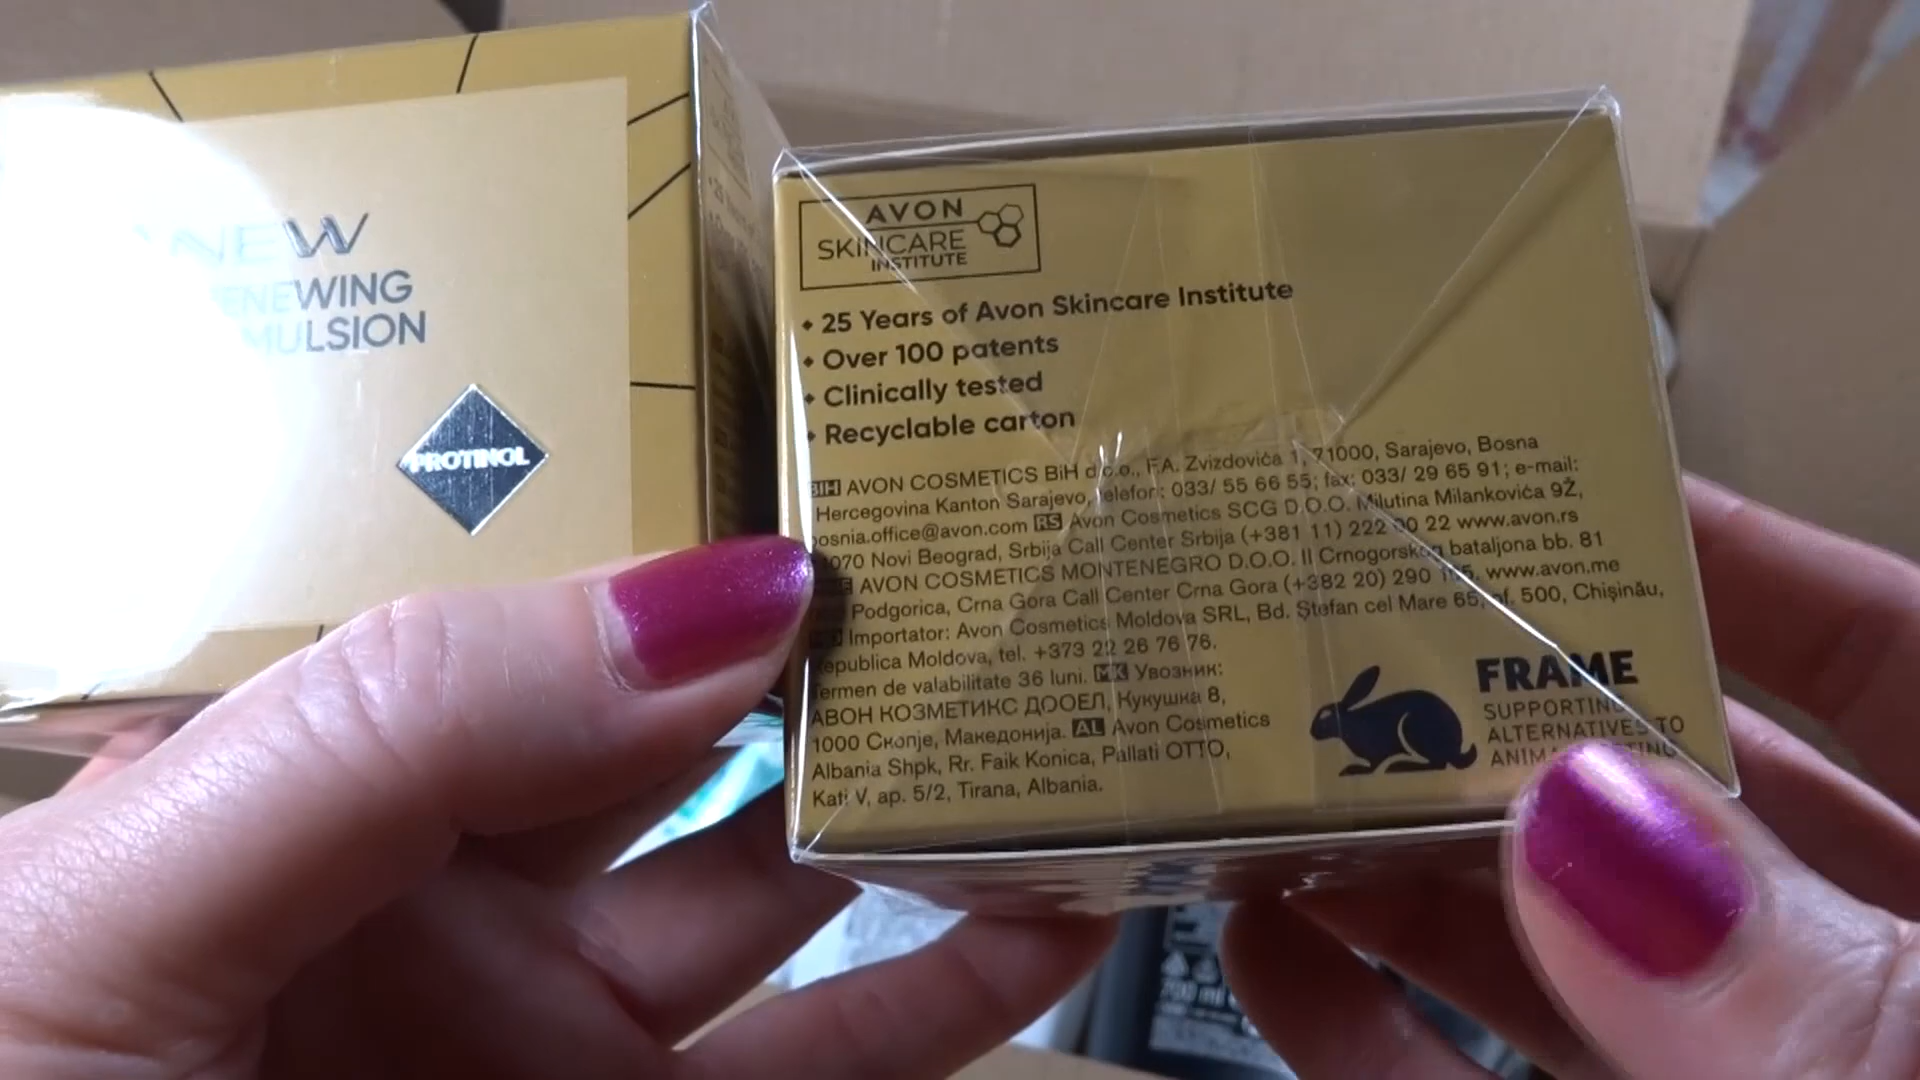 NEW
RENEWING
EMULSION
PROTINOL
AVON
SKINCARE
INSTITUTE
• 25 Years of Avon Skincare Institute
• Over 100 patents
• Clinically tested
• Recyclable carton
BIH AVON COSMETICS BiH d.o.o., F.A. Zvizdovića 1, 71000, Sarajevo, Bosna
Hercegovina Kanton Sarajevo, telefon: 033/ 55 66 55; fax: 033/ 29 65 91; e-mail:
bosnia.office@avon.com RS Avon Cosmetics SCG D.O.O. Milutina Milankovića 9Ž,
Novi Beograd, Srbija Call Center Srbija (+381 11) 222 00 22 www.avon.rs
AVON COSMETICS MONTENEGRO D.O.O. II Crnogorskog bataljona bb. 81
Podgorica, Crna Gora Call Center Crna Gora (+382 20) 290 www.avon.me
Importator: Avon Cosmetics Moldova SRL, Bd. Ştefan cel Mare 65, of. 500, Chişinău,
Republica Moldova, tel. +373 22 26 76 76.
Termen de valabilitate 36 luni. MK Увозник:
АВОН КОЗМЕТИКС ДООЕЛ, Кукушка 8,
1000 Скопје, Македонија. AL Avon Cosmetics
Albania Shpk, Rr. Faik Konica, Pallati OTTO,
Kati V, ap. 5/2, Tirana, Albania.
FRAME
SUPPORTING
ALTERNATIVES TO
ANIMAL TESTING
700 ml